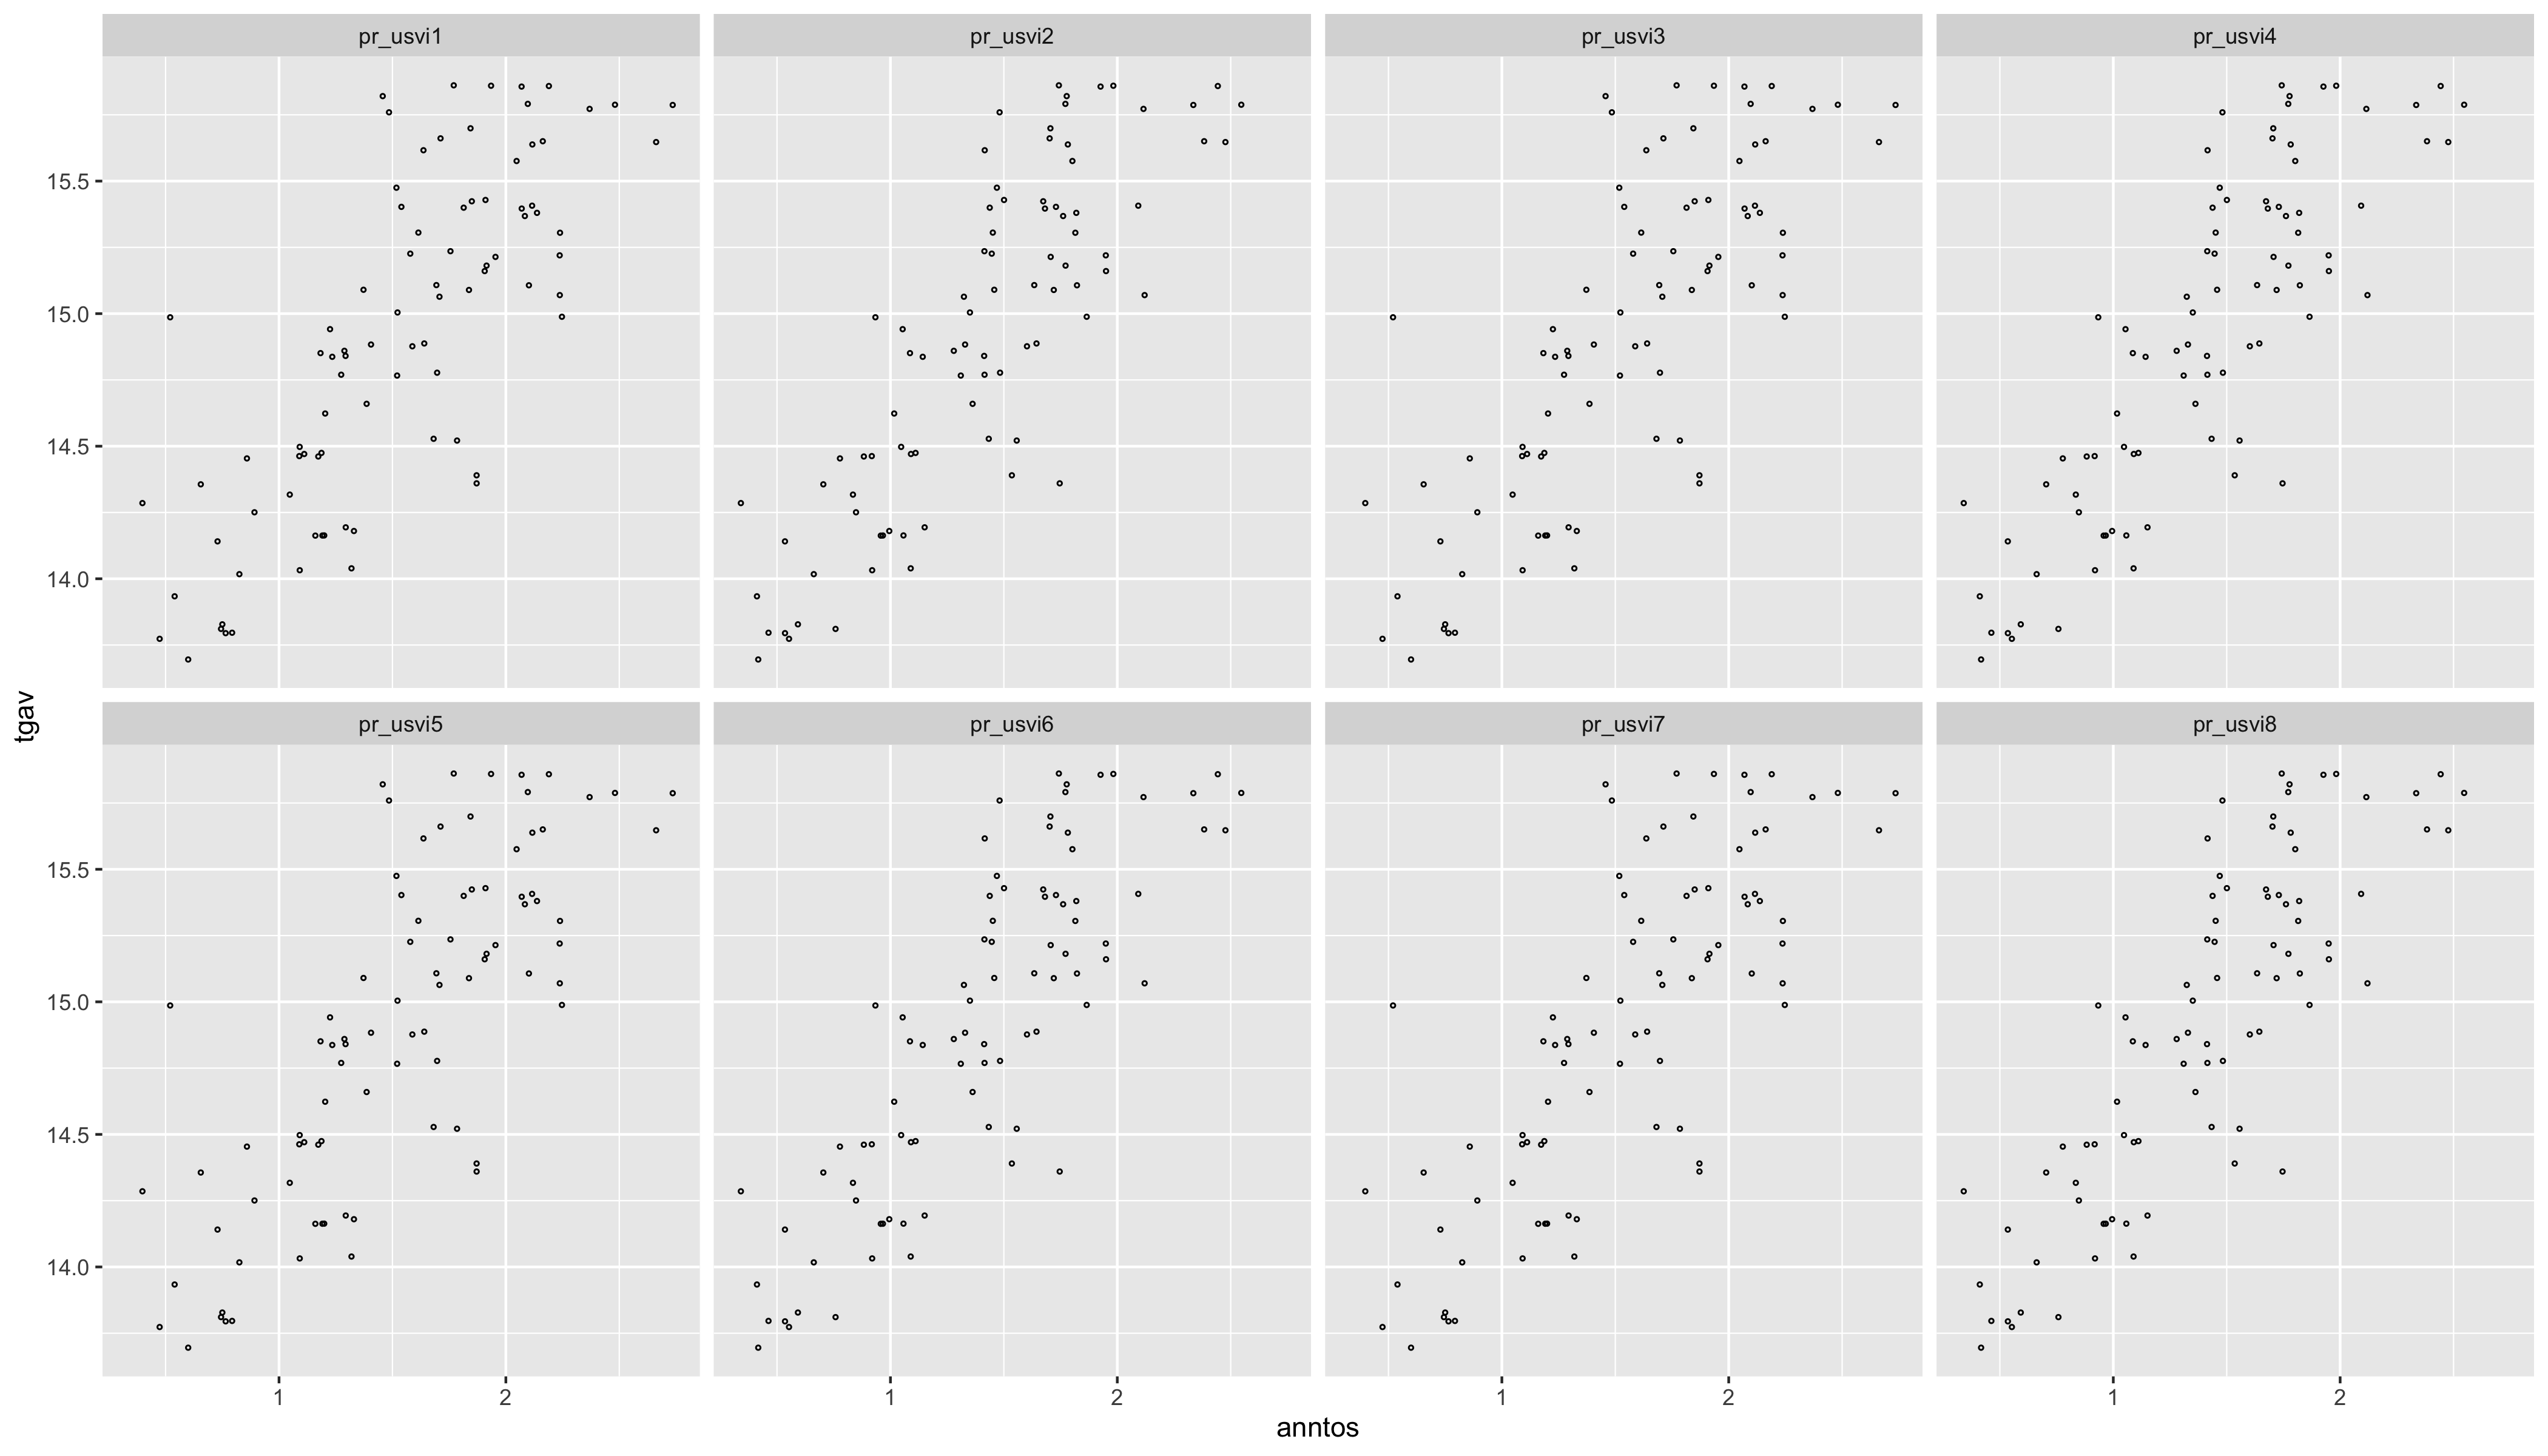 pr_usvi1 pr_usvi2 pr_usvi3 pr_usvi4
15.5
15.0
14.5
14.0
tgav
pr_usvi5 pr_usvi6 pr_usvi7 pr_usvi8
15.5
15.0
14.5
14.0
1 2 1 2 1 2 1 2
anntos